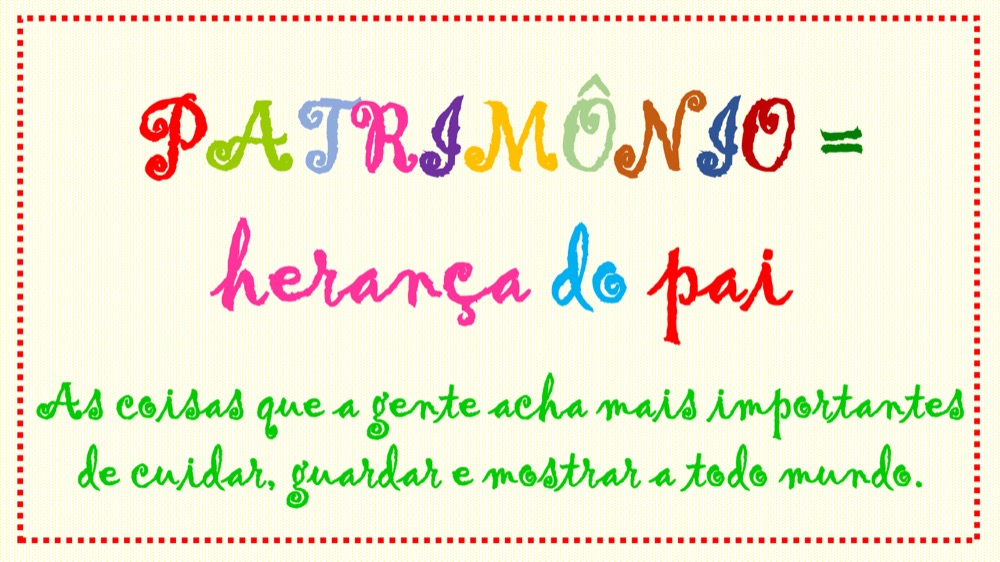 PATRIMÔNIO =
herança do pai
As coisas que a gente acha mais importantes
de cuidar, guardar e mostrar a todo mundo.